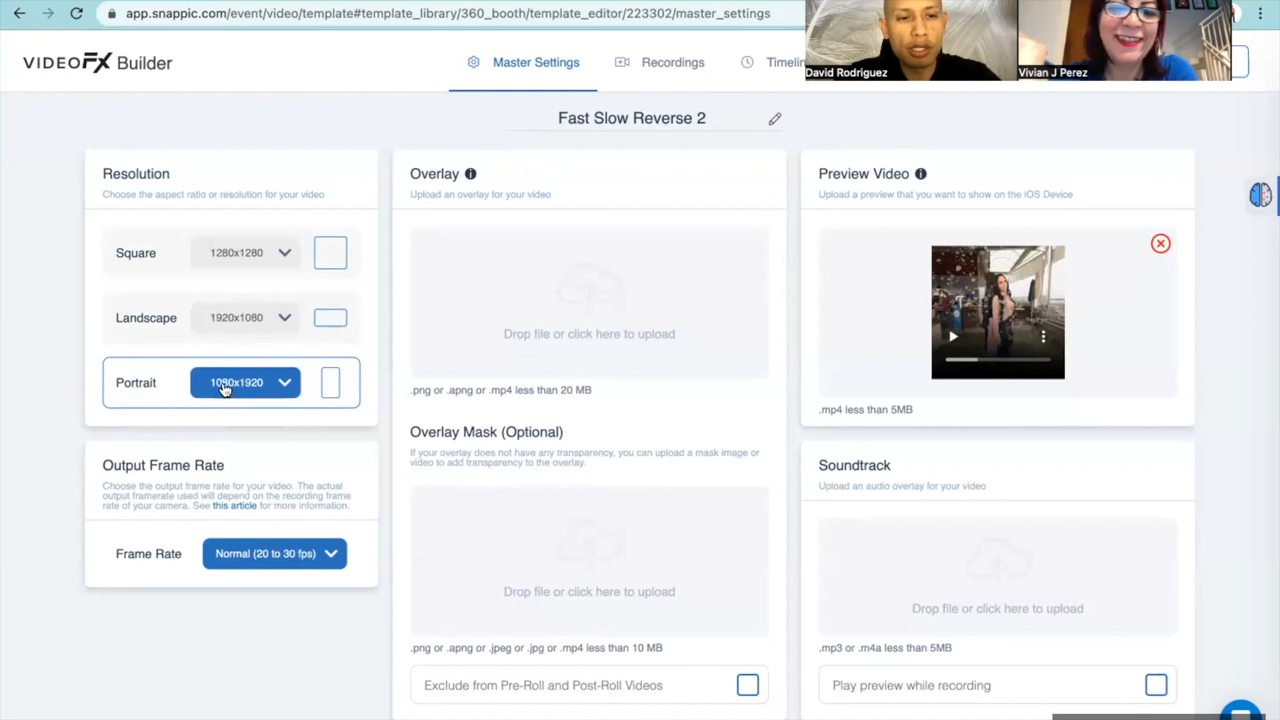 app.snappic.com/event/video/template#template_library/360_booth/template_editor/223302/master_settings
VIDEOFX Builder
Master Settings
Recordings
Timelin
David Rodriguez
Vivian J Perez
Fast Slow Reverse 2
Resolution
Choose the aspect ratio or resolution for your video
Square
1280x1280
Landscape
1920x1080
Portrait
1080x1920
Output Frame Rate
Choose the output frame rate for your video. The actual
output framerate used will depend on the recording frame
rate of your camera. See this article for more information.
Frame Rate
Normal (20 to 30 fps)
Overlay
Upload an overlay for your video
Drop file or click here to upload
.png or .apng or .mp4 less than 20 MB
Overlay Mask (Optional)
If your overlay does not have any transparency, you can upload a mask image or
video to add transparency to the overlay.
Drop file or click here to upload
.png or .apng or .jpeg or .jpg or .mp4 less than 10 MB
Exclude from Pre-Roll and Post-Roll Videos
Preview Video
Upload a preview that you want to show on the iOS Device
.mp4 less than 5MB
Soundtrack
Upload an audio overlay for your video
Drop file or click here to upload
.mp3 or .m4a less than 5MB
Play preview while recording